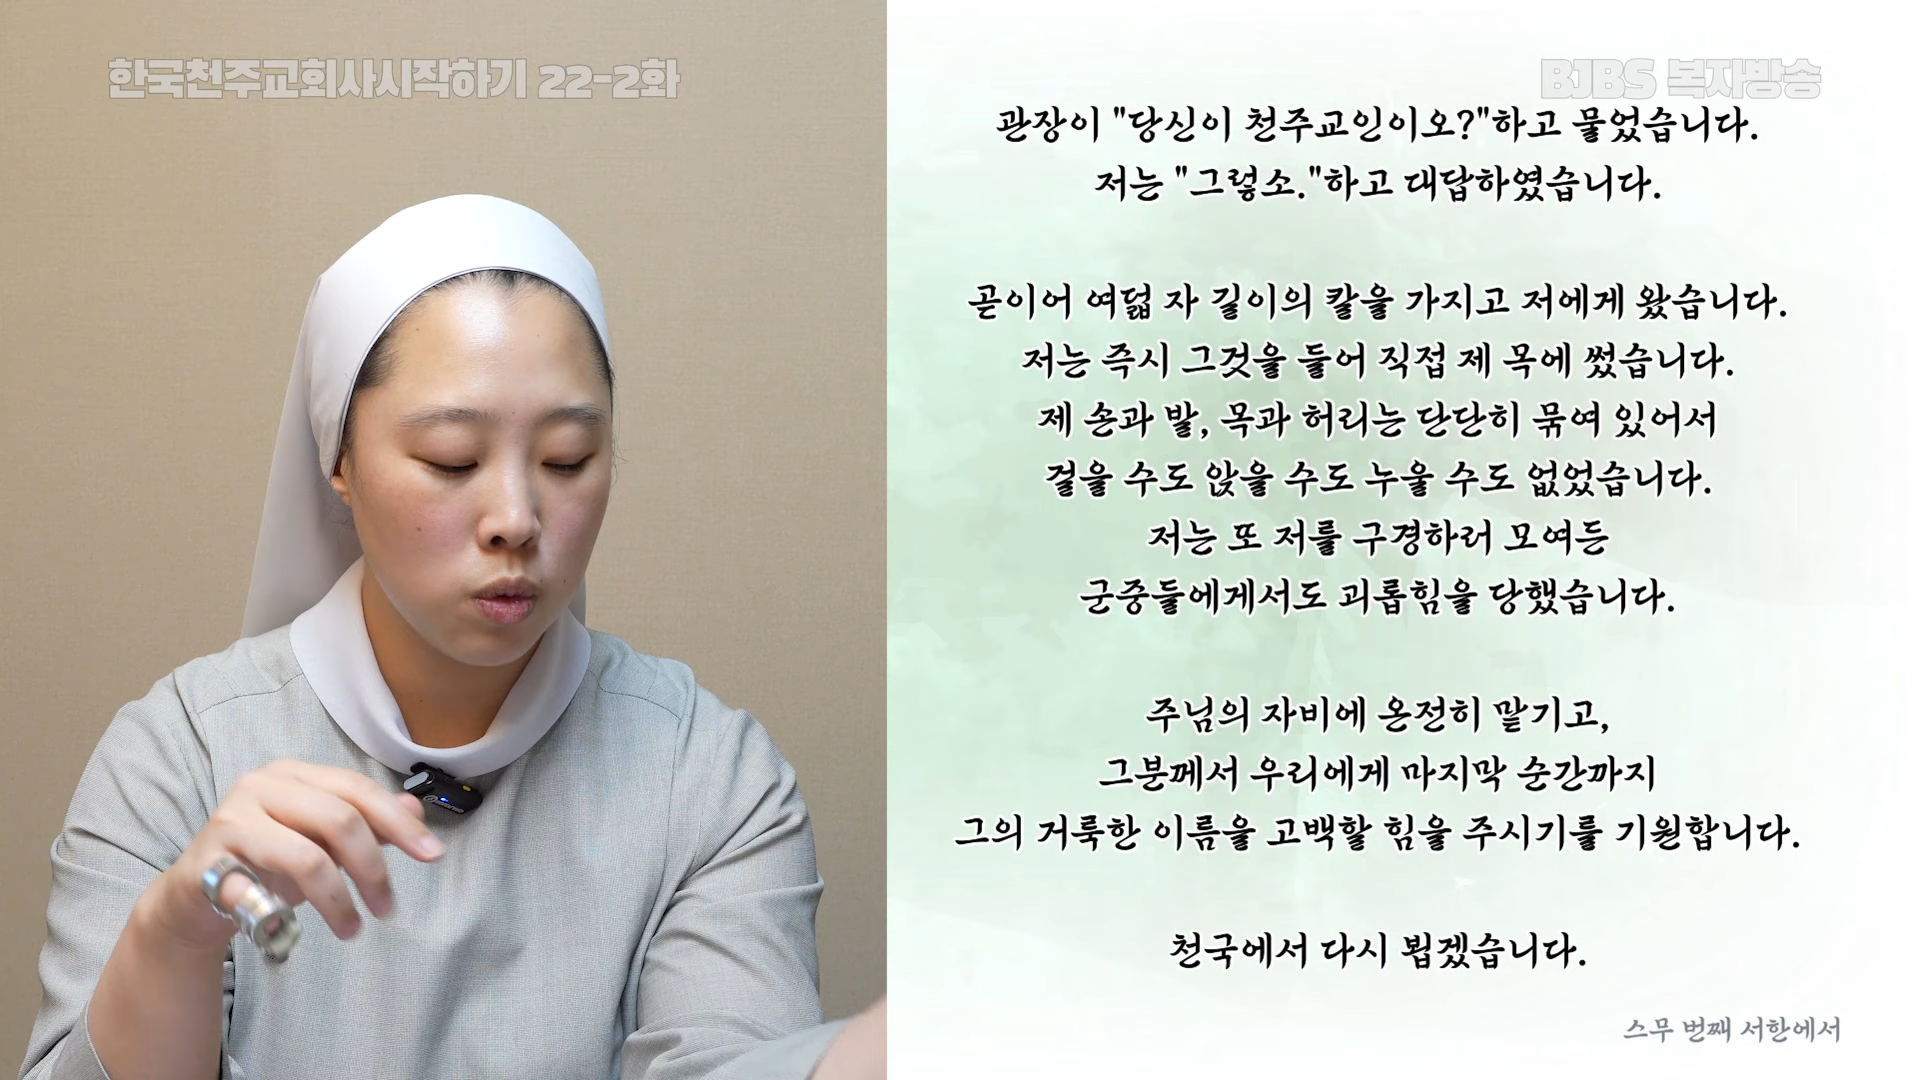 한국천주교회사시작하기 22-2화
BJBS 복자방송
관장이 "당신이 천주교인이오?"하고 물었습니다.
저는 "그렇소."하고 대답하였습니다.
곧이어 여덟 자 길이의 칼을 가지고 저에게 왔습니다.
저는 즉시 그것을 들어 직접 제 목에 썼습니다.
제 손과 발, 목과 허리는 단단히 묶여 있어서
걸을 수도 앉을 수도 누울 수도 없었습니다.
저는 또 저를 구경하러 모여든
군중들에게서도 괴롭힘을 당했습니다.
주님의 자비에 온전히 맡기고,
그분께서 우리에게 마지막 순간까지
그의 거룩한 이름을 고백할 힘을 주시기를 기원합니다.
천국에서 다시 뵙겠습니다.
스무 번째 서한에서